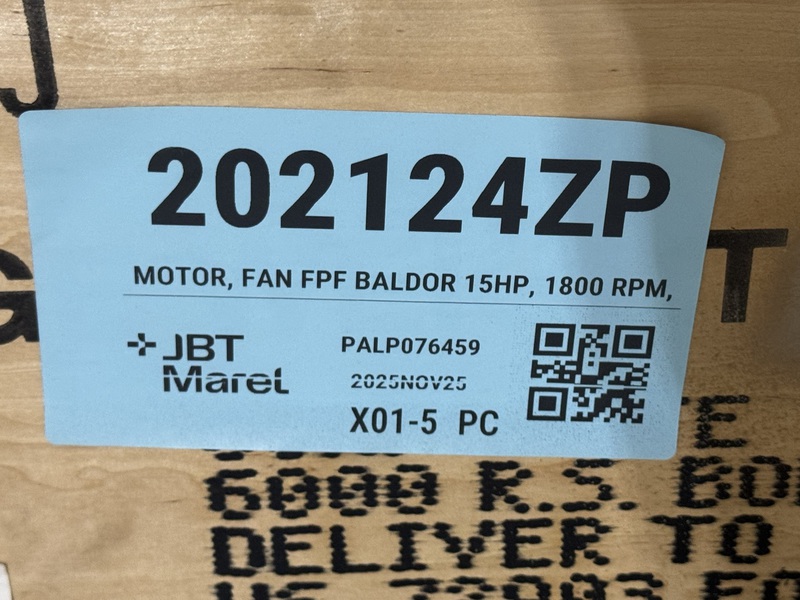 J
202124ZP
MOTOR, FAN FPF BALDOR 15HP, 1800 RPM,
G
T
JBT
Marel
PALP076459
2025NOV25
X01-5 PC
6000 R.S.
DELIVER TO